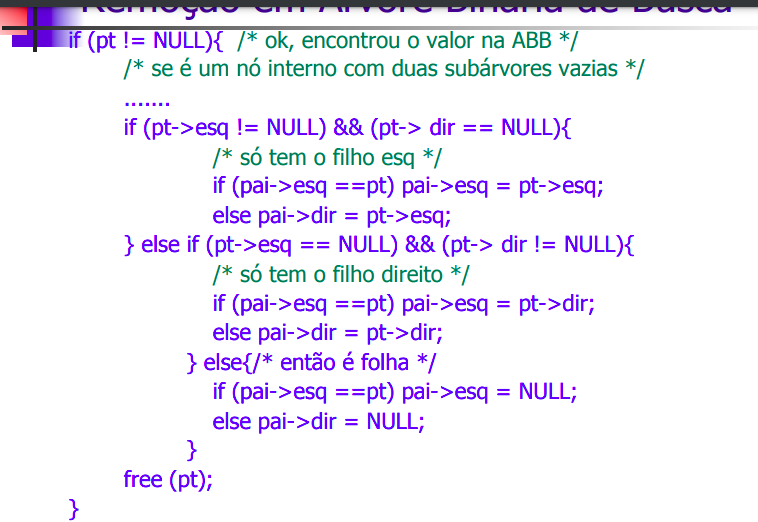 Remoção em Árvore Binária de Busca
if (pt != NULL){ /* ok, encontrou o valor na ABB */
/* se é um nó interno com duas subárvores vazias */
.......
if (pt->esq != NULL) && (pt-> dir == NULL){
/* só tem o filho esq */
if (pai->esq ==pt) pai->esq = pt->esq;
else pai->dir = pt->esq;
} else if (pt->esq == NULL) && (pt-> dir != NULL){
/* só tem o filho direito */
if (pai->esq ==pt) pai->esq = pt->dir;
else pai->dir = pt->dir;
} else{/* então é folha */
if (pai->esq ==pt) pai->esq = NULL;
else pai->dir = NULL;
}
free (pt);
}